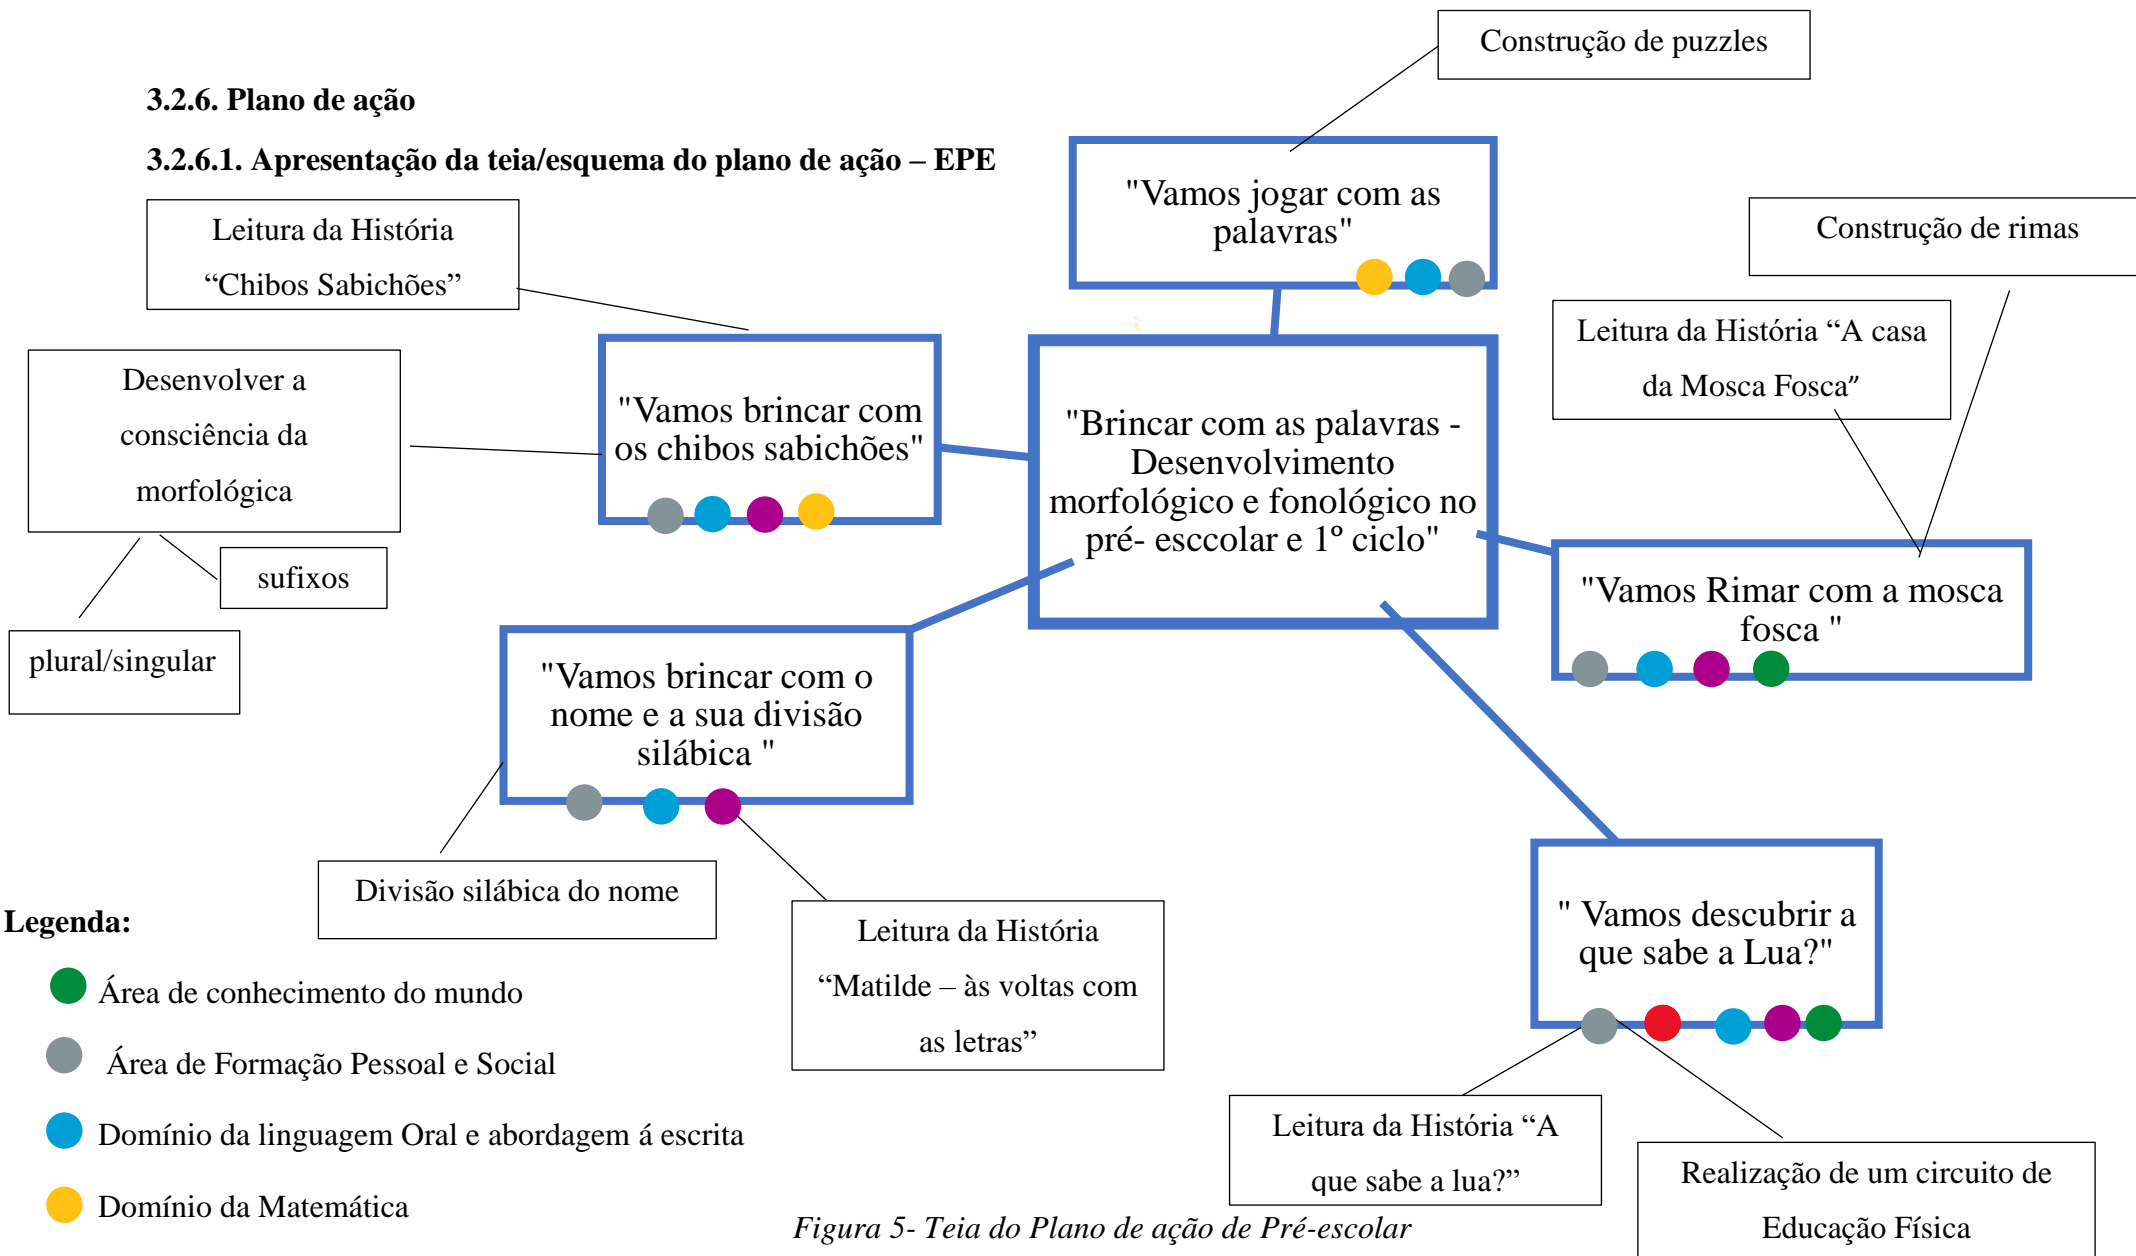 3.2.6. Plano de ação
3.2.6.1. Apresentação da teia/esquema do plano de ação – EPE
Construção de puzzles
"Vamos jogar com as
palavras"
Leitura da História
“Chibos Sabichões”
Construção de rimas
Leitura da História “A casa
da Mosca Fosca”
Desenvolver a
consciência da
morfológica
"Vamos brincar com
os chibos sabichões"
"Brincar com as palavras -
Desenvolvimento
morfológico e fonológico no
pré- esccolar e 1º ciclo"
sufixos
plural/singular
"Vamos Rimar com a mosca
fosca "
"Vamos brincar com o
nome e a sua divisão
silábica "
Divisão silábica do nome
Leitura da História
“Matilde – às voltas com
as letras”
" Vamos descubrir a
que sabe a Lua?"
Leitura da História “A
que sabe a lua?”
Realização de um circuito de
Educação Física
Legenda:
Área de conhecimento do mundo
Área de Formação Pessoal e Social
Domínio da linguagem Oral e abordagem á escrita
Domínio da Matemática
Figura 5- Teia do Plano de ação de Pré-escolar